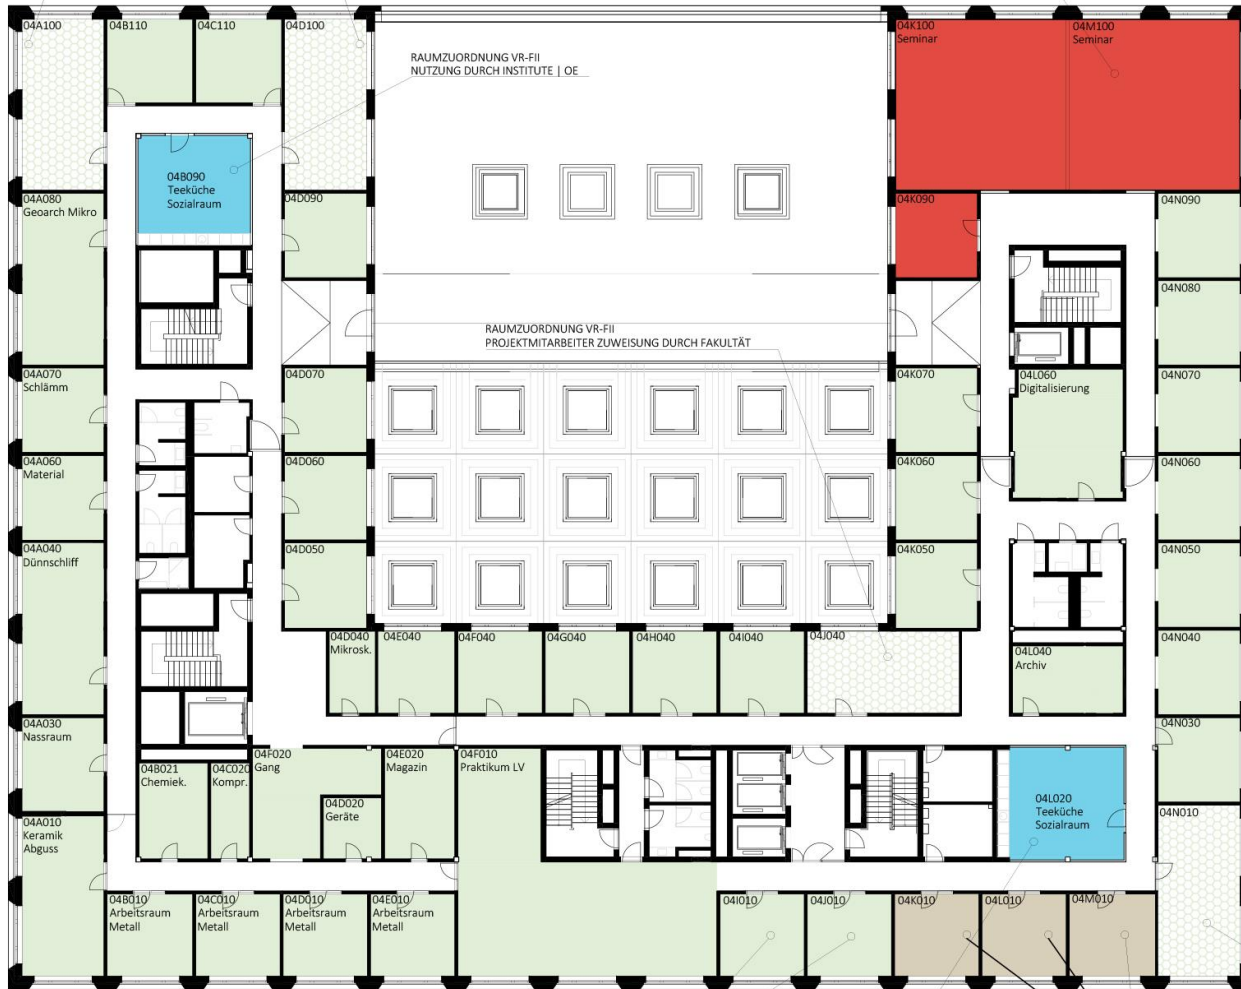 04A100
04B110
04C110
04D100
04K100
Seminar
04M100
Seminar
RAUMZUORDNUNG VR-FII
NUTZUNG DURCH INSTITUTE | OE
04B090
Teeküche
Sozialraum
04A080
Geoarch Mikro
04D090
04K090
04N090
04N080
RAUMZUORDNUNG VR-FII
PROJEKTMITARBEITER ZUWEISUNG DURCH FAKULTÄT
04A070
Schlämm
04D070
04K070
04L060
Digitalisierung
04N070
04A060
Material
04D060
04K060
04N060
04A040
Dünnschliff
04D050
04K050
04N050
04D040
Mikrosk.
04E040
04F040
04G040
04H040
04I040
04J040
04L040
Archiv
04N040
04A030
Nassraum
04N030
04B021
Chemiek.
04C020
Kompr.
04F020
Gang
04D020
Geräte
04E020
Magazin
04F010
Praktikum LV
04L020
Teeküche
Sozialraum
04A010
Keramik
Abguss
04N010
04B010
Arbeitsraum
Metall
04C010
Arbeitsraum
Metall
04D010
Arbeitsraum
Metall
04E010
Arbeitsraum
Metall
04I010
04J010
04K010
04L010
04M010